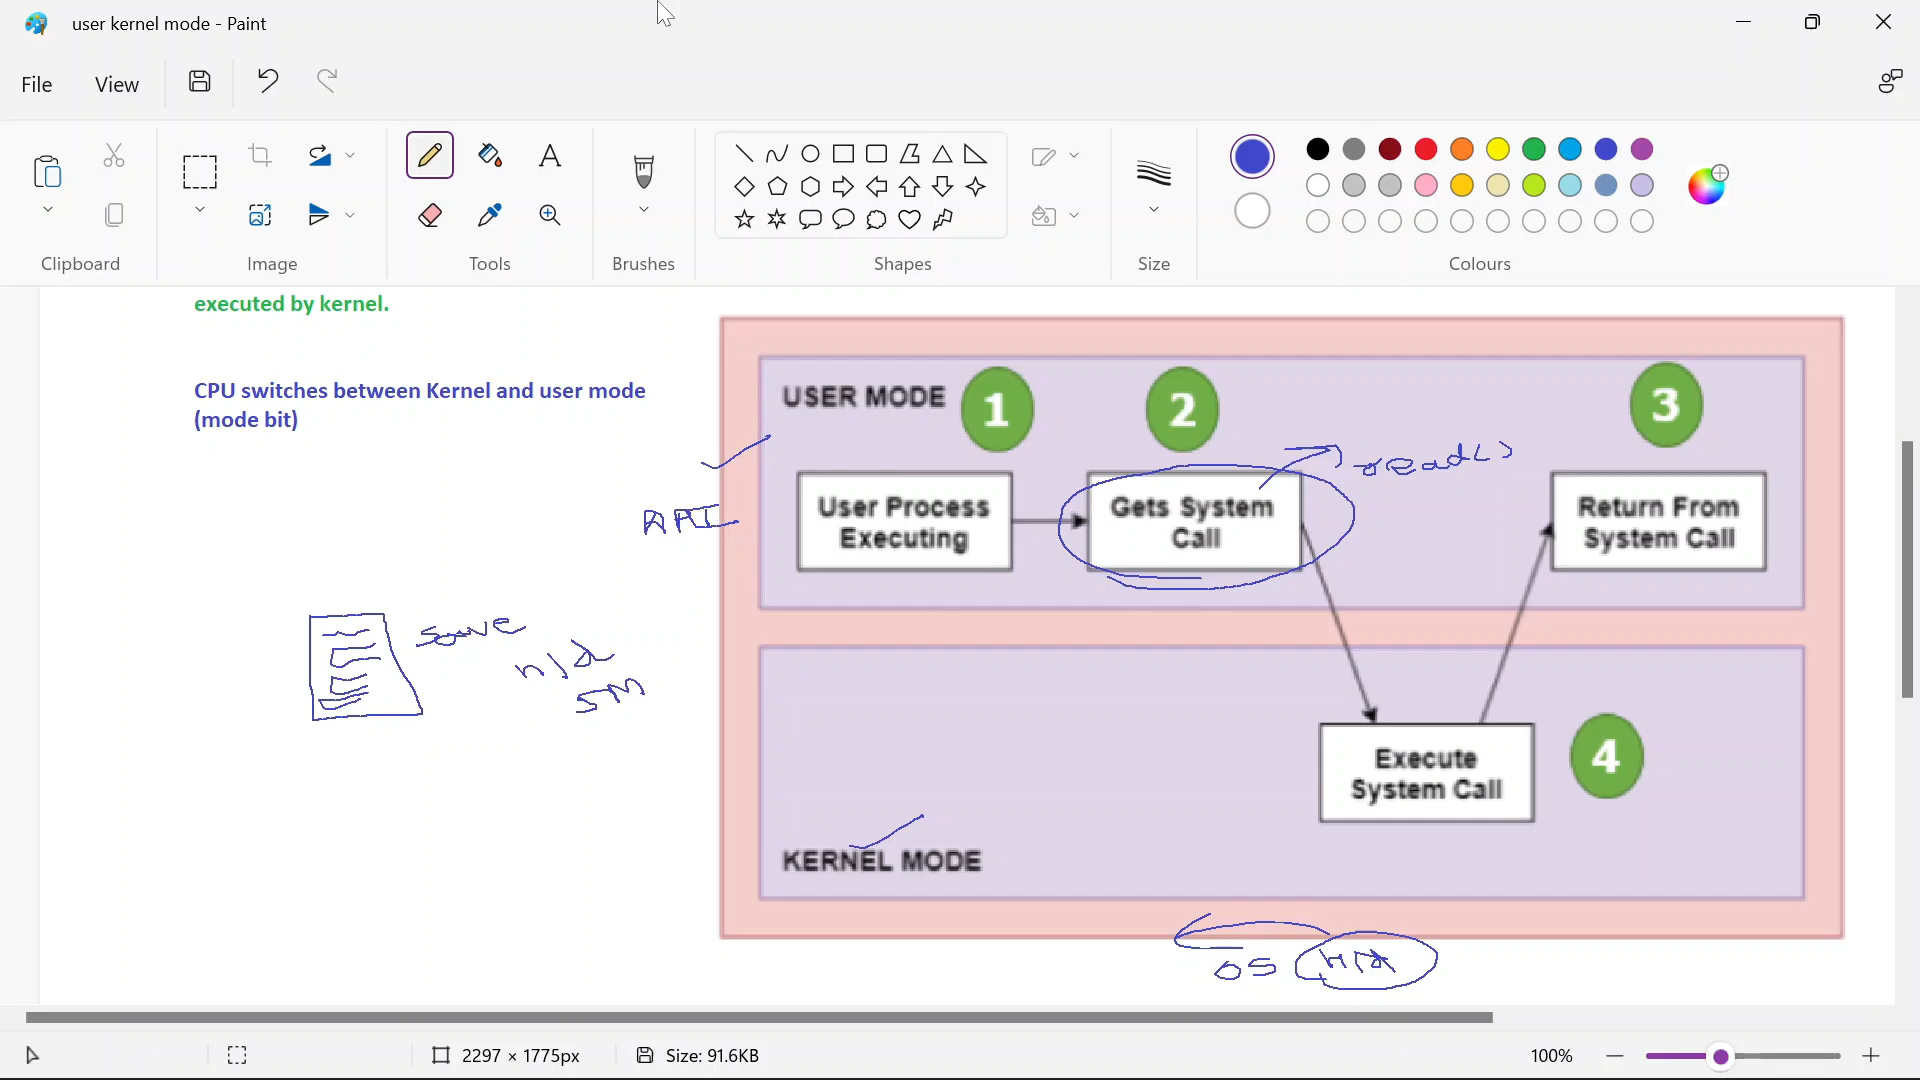 user kernel mode - Paint
File
View
Clipboard
Image
Tools
Brushes
Shapes
Size
Colours
executed by kernel.
CPU switches between Kernel and user mode
(mode bit)
USER MODE
1
2
3
read()
API
User Process
Executing
Gets System
Call
Return From
System Call
save
Execute
System Call
4
KERNEL MODE
OS
2297 × 1775px
Size: 91.6KB
100%